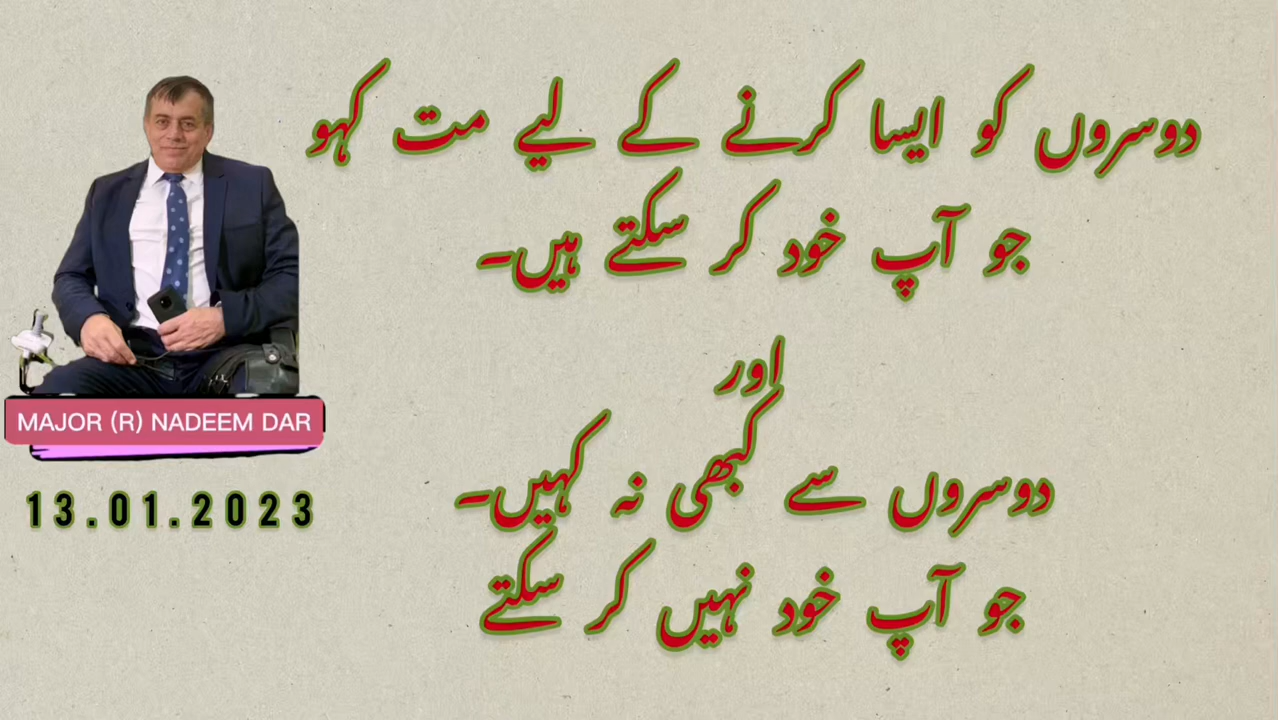 دوسروں کو ایسا کرنے کے لیے مت کہو
جو آپ خود کر سکتے ہیں۔
اور
دوسروں سے کبھی نہ کہیں۔
جو آپ خود نہیں کر سکتے
MAJOR (R) NADEEM DAR
13.01.2023